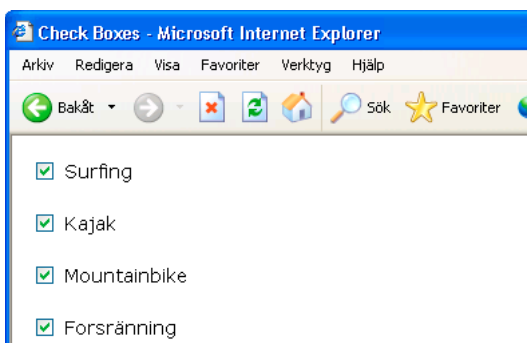 Check Boxes - Microsoft Internet Explorer
Arkiv Redigera Visa Favoriter Verktyg Hjälp
Bakåt Sök Favoriter
Surfing
Kajak
Mountainbike
Forsränning